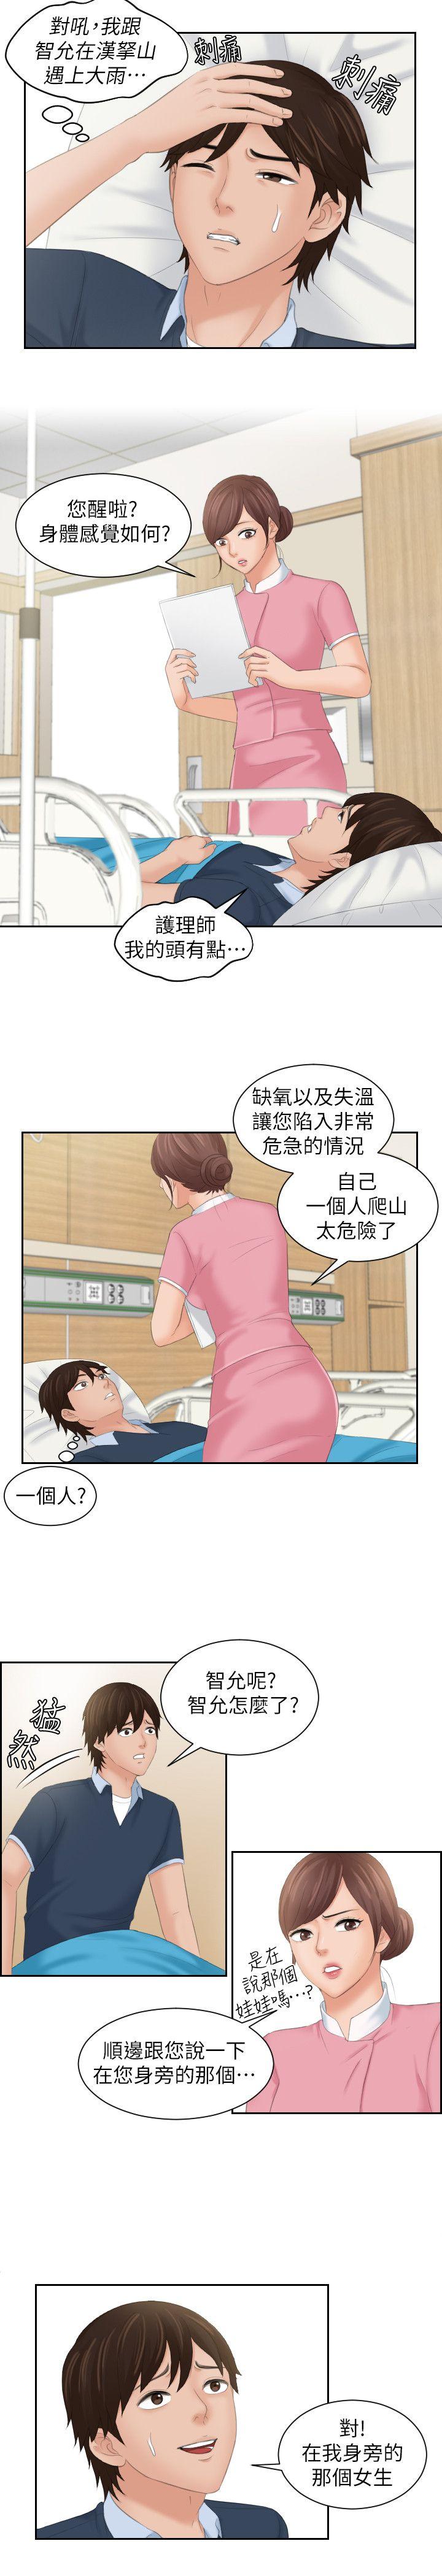 對吼，我跟
智允在漢拏山
遇上大雨…
刺痛
刺痛
您醒啦?
身體感覺如何?
護理師
我的頭有點…
缺氧以及失溫
讓您陷入非常
危急的情況
自己
一個人爬山
太危險了
一個人?
智允呢?
智允怎麼了?
猛然
是在
說那個
娃娃嗎…?
順邊跟您說一下
在您身旁的那個…
對!
在我身旁的
那個女生